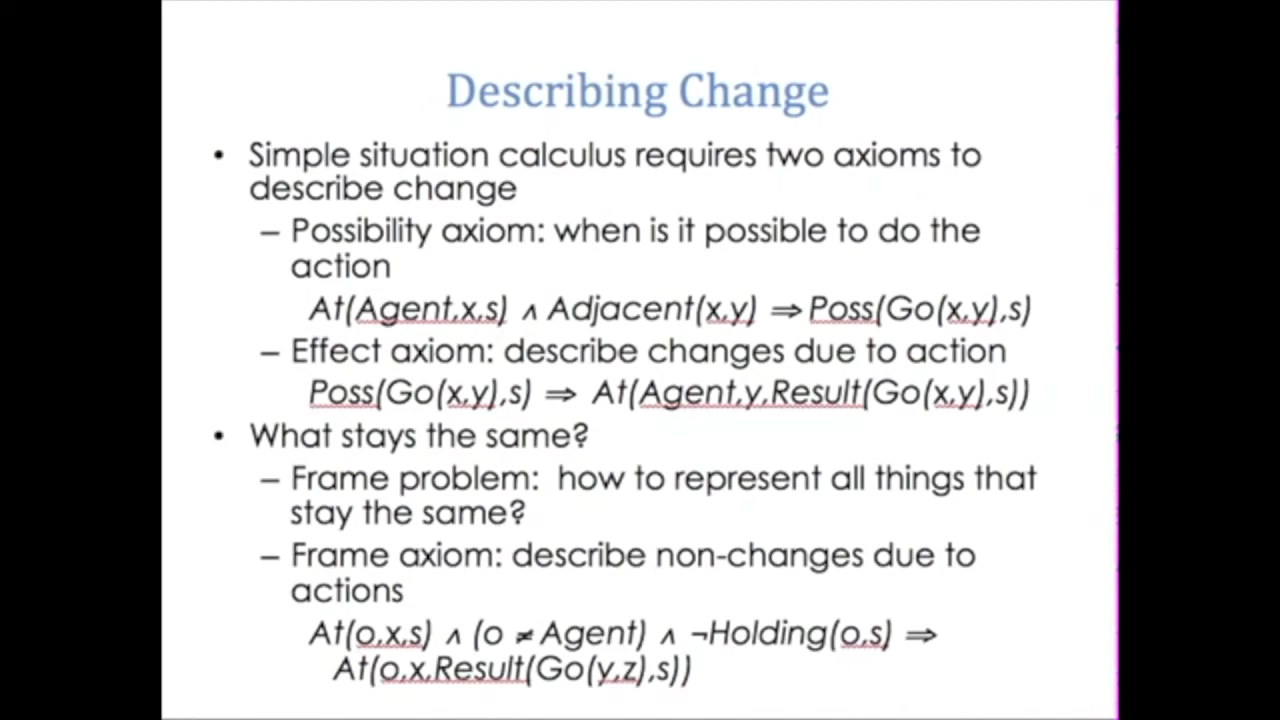 Describing Change
• Simple situation calculus requires two axioms to
describe change
– Possibility axiom: when is it possible to do the
action
At(Agent,x,s) ∧ Adjacent(x,y) ⇒ Poss(Go(x,y),s)
– Effect axiom: describe changes due to action
Poss(Go(x,y),s) ⇒ At(Agent,y,Result(Go(x,y),s))
• What stays the same?
– Frame problem: how to represent all things that
stay the same?
– Frame axiom: describe non-changes due to
actions
At(o,x,s) ∧ (o ≠ Agent) ∧ ¬Holding(o,s) ⇒
At(o,x,Result(Go(y,z),s))